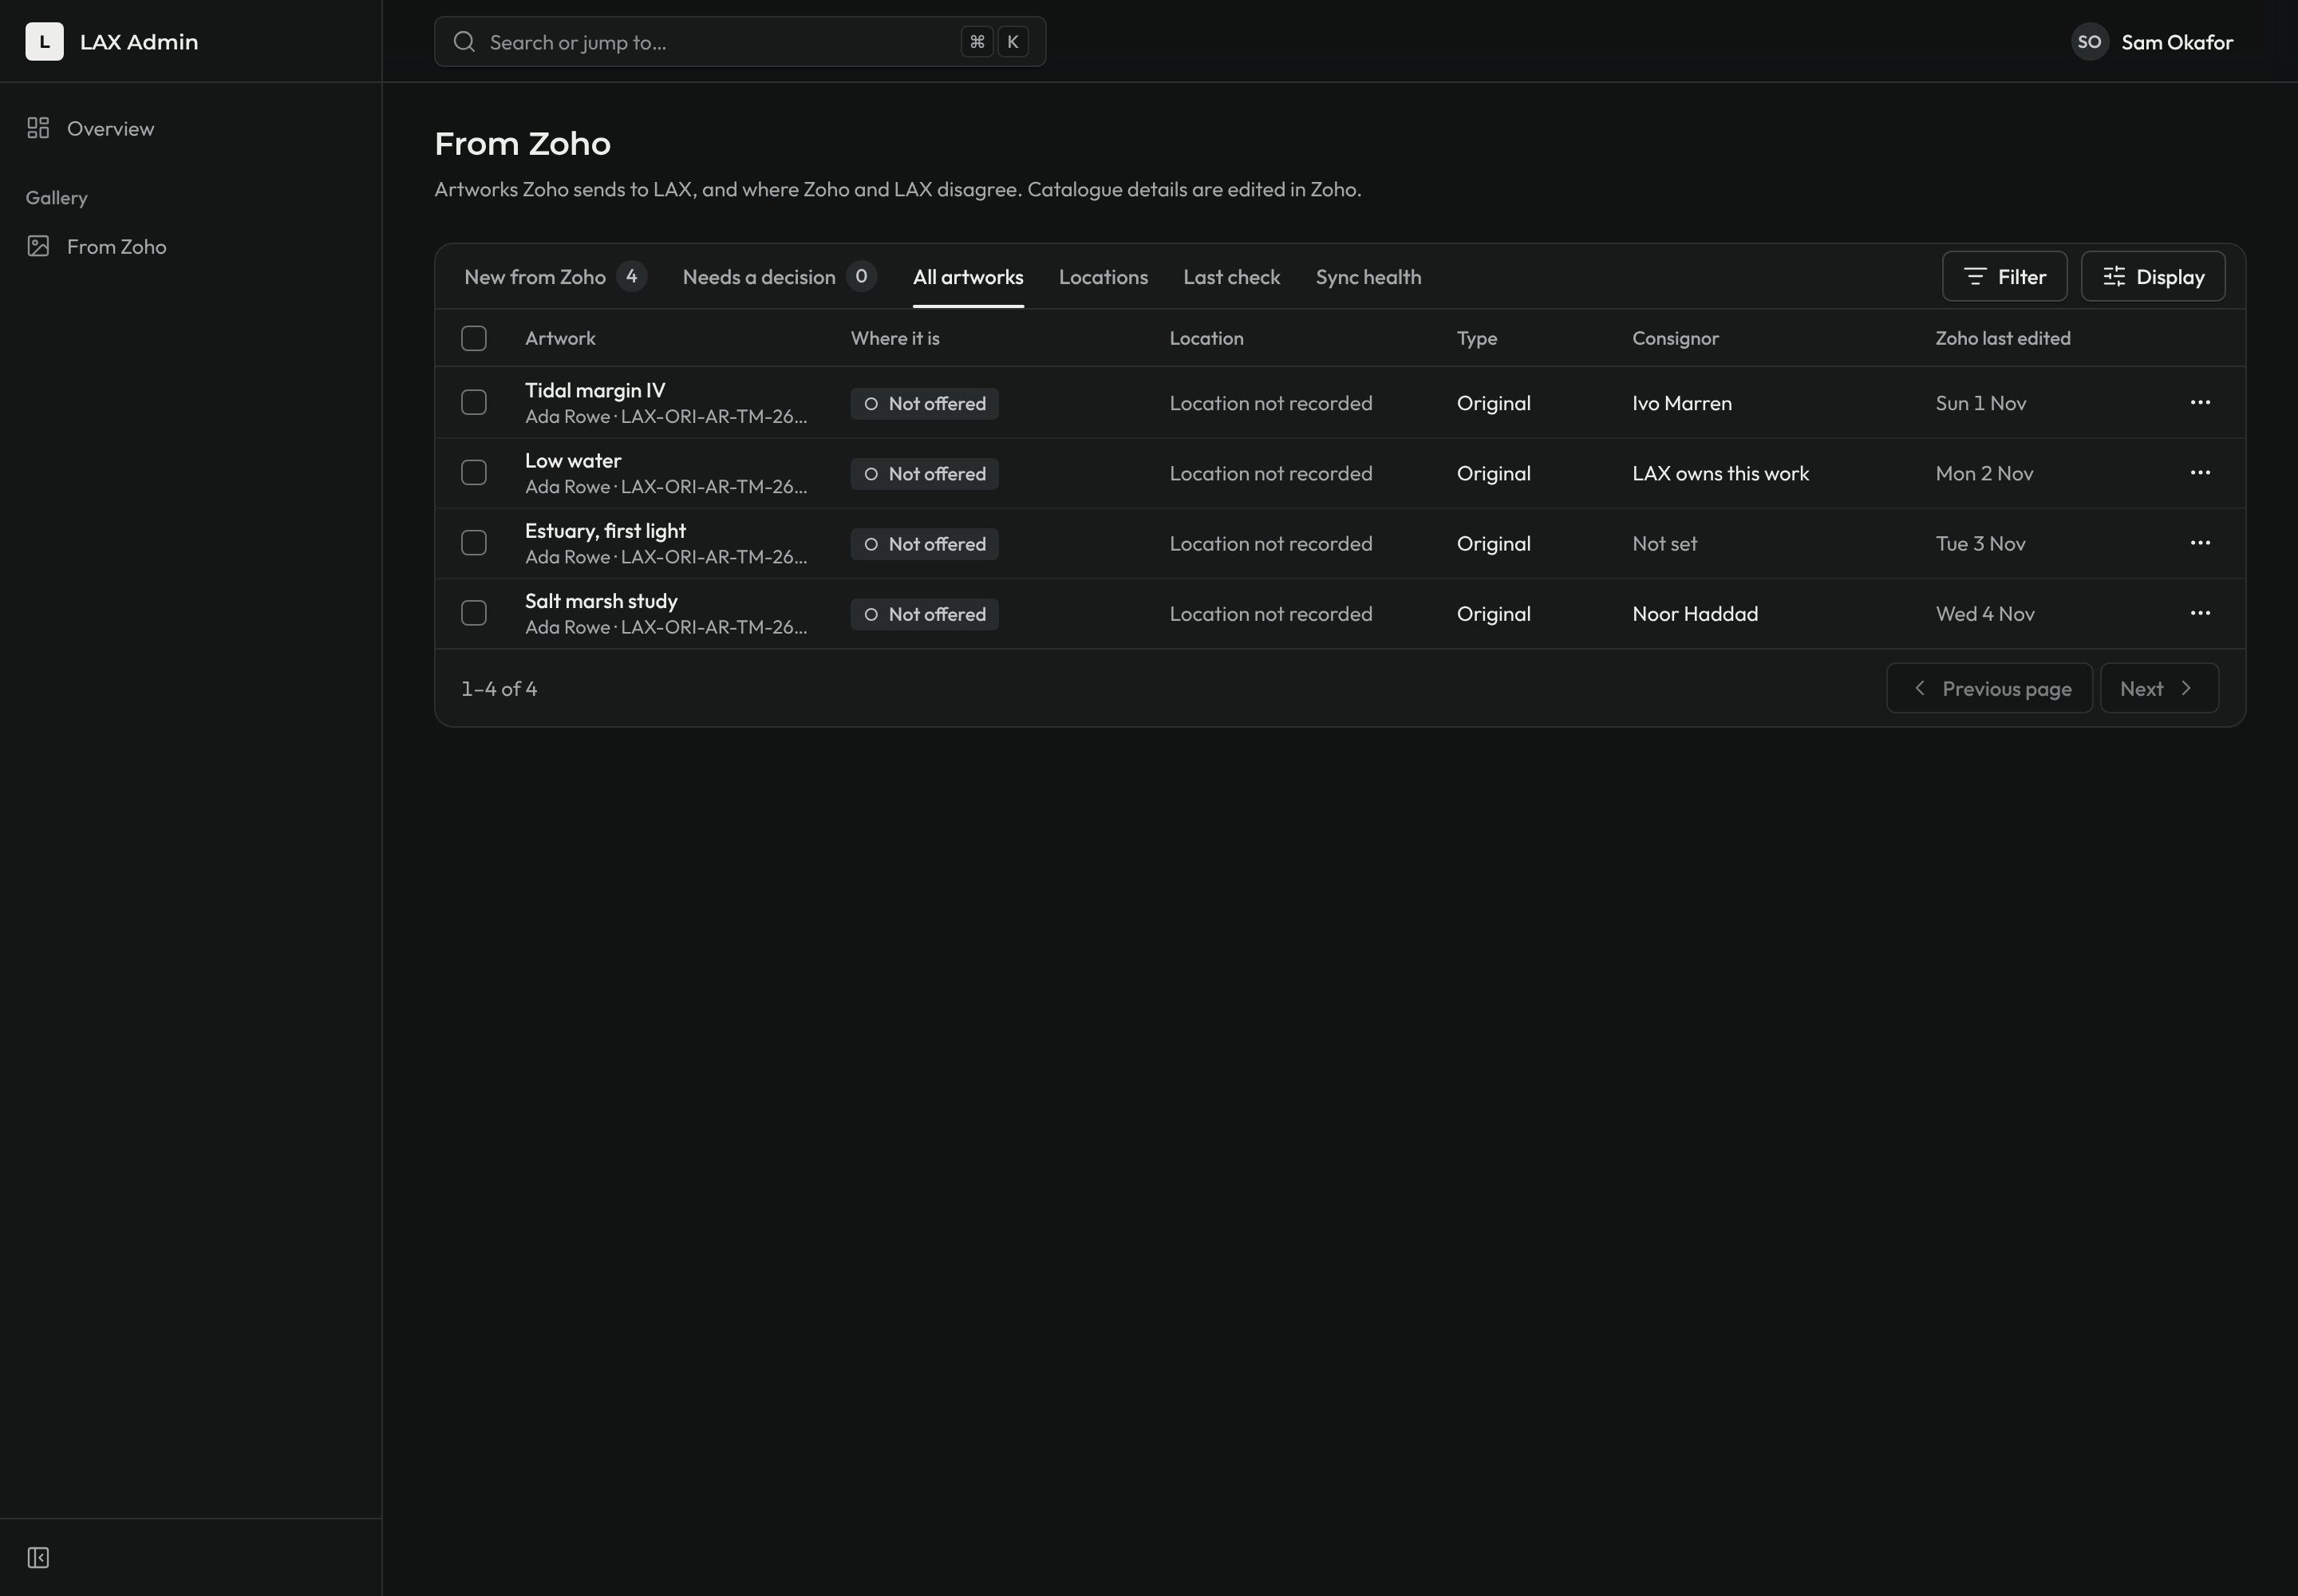 L LAX Admin
Search or jump to... ⌘ K
SO Sam Okafor
Overview
Gallery
From Zoho
From Zoho
Artworks Zoho sends to LAX, and where Zoho and LAX disagree. Catalogue details are edited in Zoho.
New from Zoho 4 Needs a decision 0 All artworks Locations Last check Sync health Filter Display
Artwork Where it is Location Type Consignor Zoho last edited
Tidal margin IV
Ada Rowe · LAX-ORI-AR-TM-26...
Not offered Location not recorded Original Ivo Marren Sun 1 Nov
Low water
Ada Rowe · LAX-ORI-AR-TM-26...
Not offered Location not recorded Original LAX owns this work Mon 2 Nov
Estuary, first light
Ada Rowe · LAX-ORI-AR-TM-26...
Not offered Location not recorded Original Not set Tue 3 Nov
Salt marsh study
Ada Rowe · LAX-ORI-AR-TM-26...
Not offered Location not recorded Original Noor Haddad Wed 4 Nov
1–4 of 4 Previous page Next